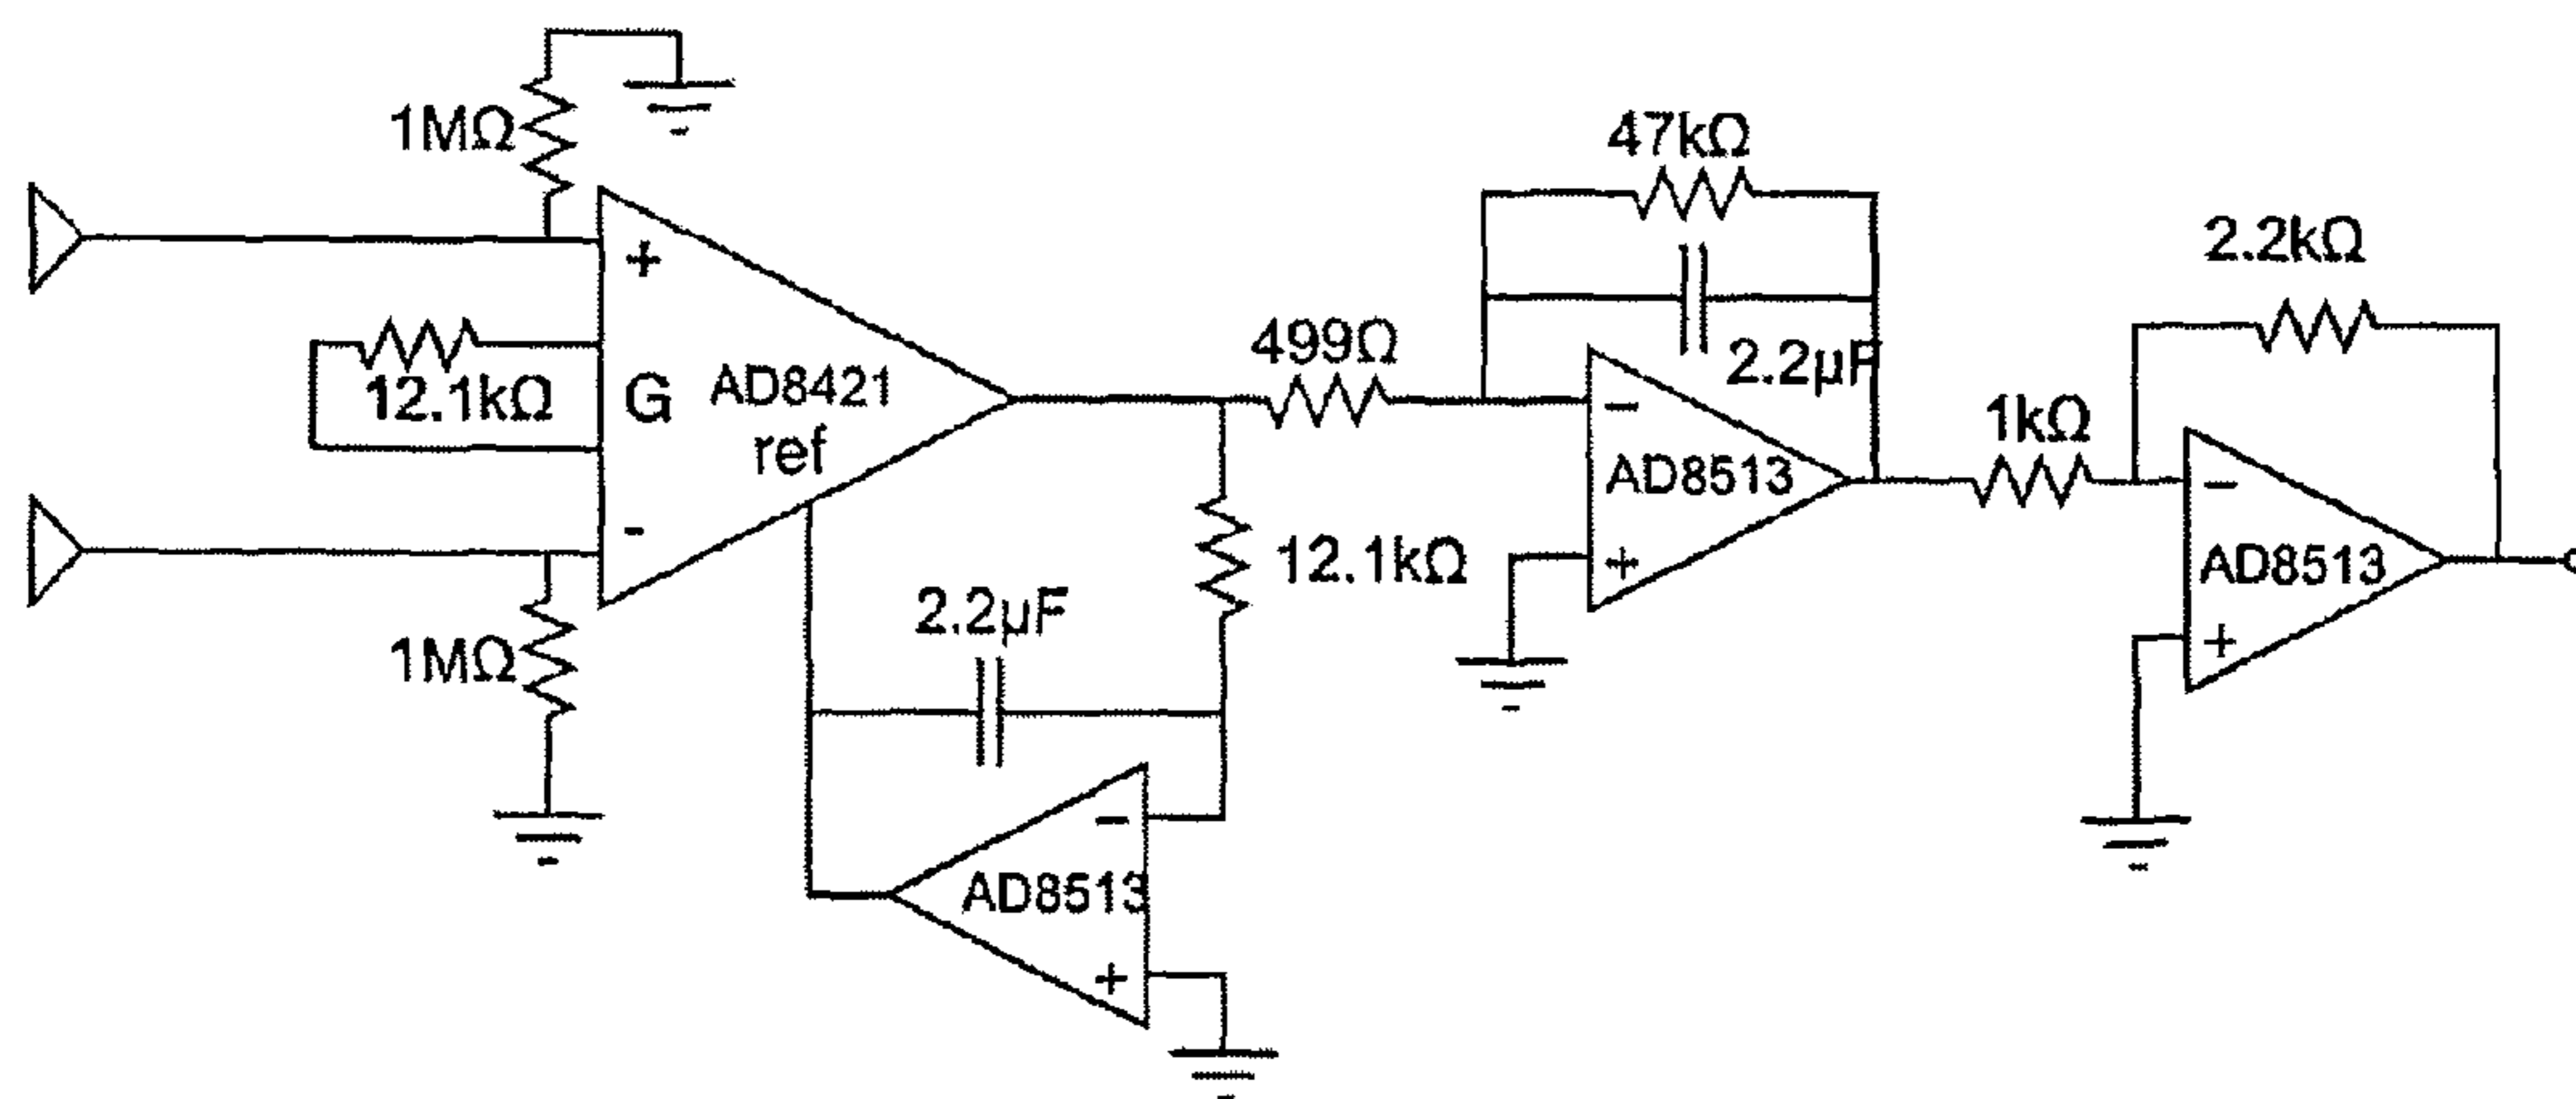 1MΩ
47kΩ
2.2kΩ
+
499Ω
2.2µF
12.1kΩ
G
AD8421
ref
−
1kΩ
−
AD8513
AD8513
+
+
-
12.1kΩ
2.2µF
1MΩ
−
AD8513
+